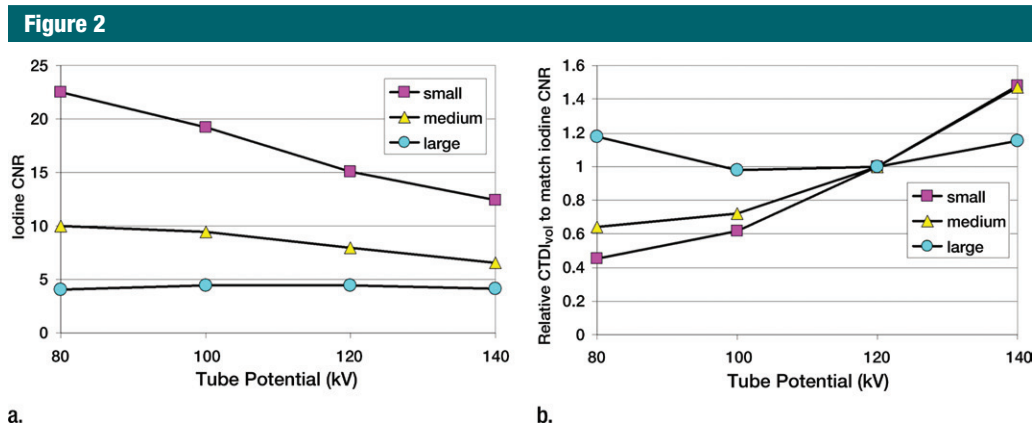 Figure 2
25
20
15
10
5
0
Iodine CNR
80 100 120 140
Tube Potential (kV)
small
medium
large
a.
1.6
1.4
1.2
1
0.8
0.6
0.4
0.2
0
Relative CTDIvol to match iodine CNR
80 100 120 140
Tube Potential (kV)
small
medium
large
b.